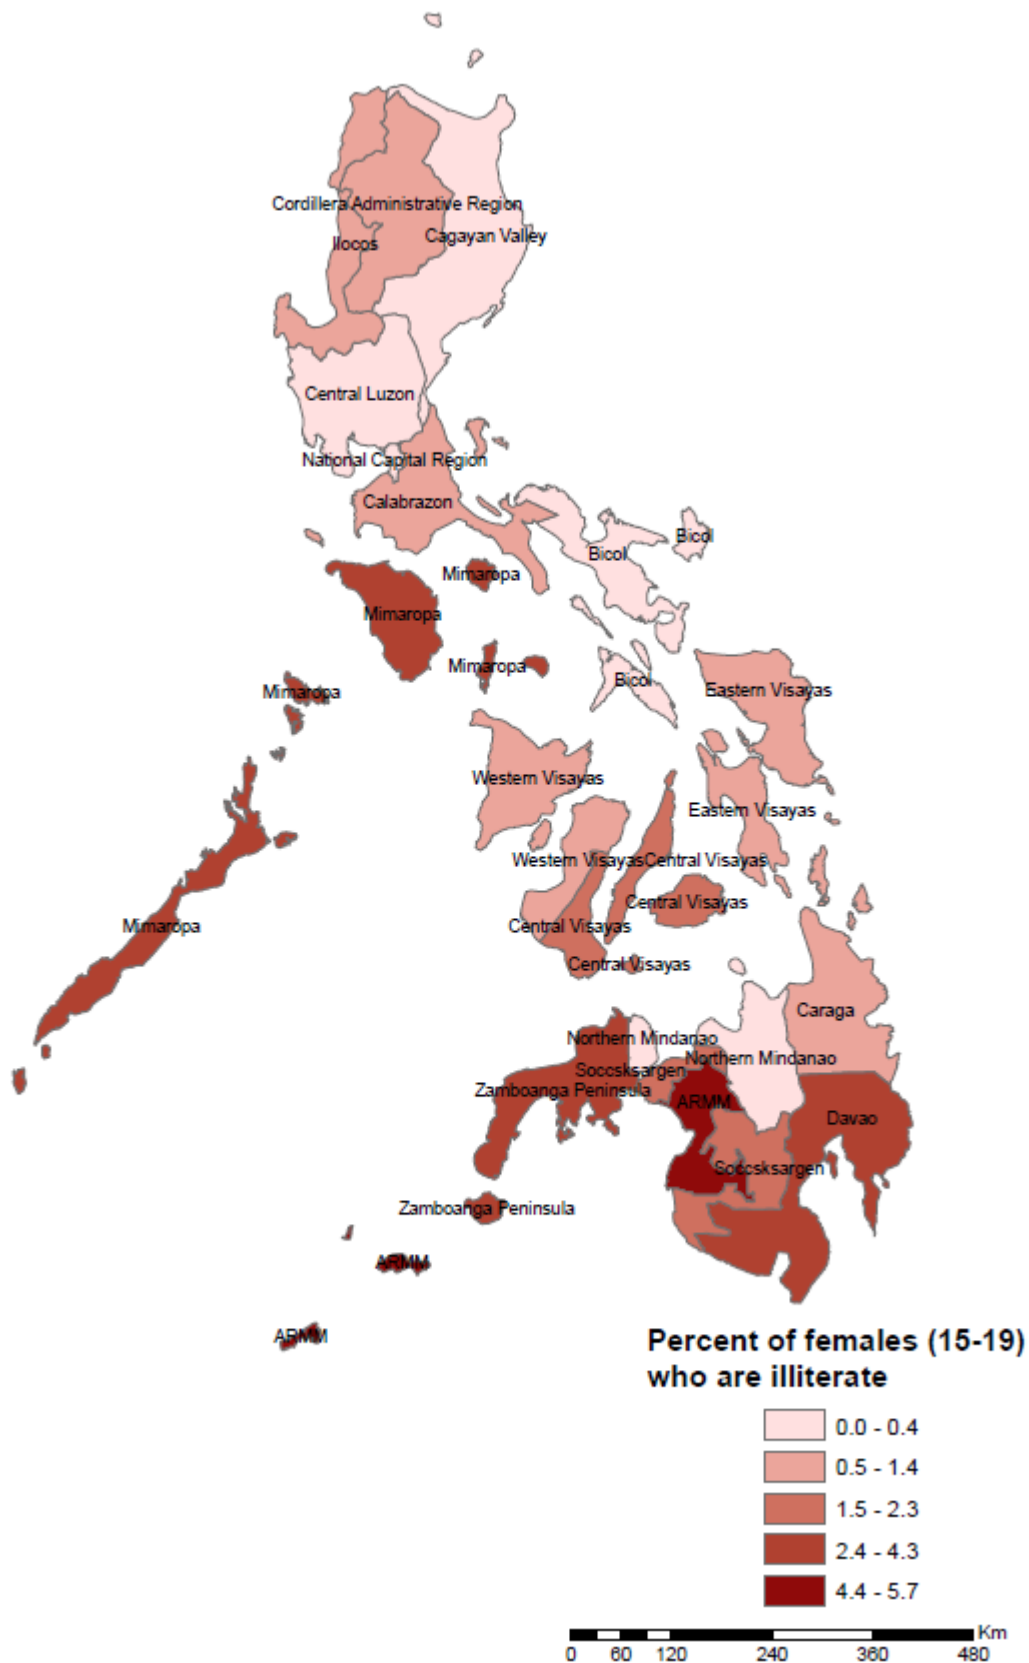 Cordillera Administrative Region
Cagayan Valley
Ilocos
Central Luzon
National Capital Region
Calabrazon
Bicol
Bicol
Mimaropa
Mimaropa
Mimaropa
Bicol
Mimaropa
Eastern Visayas
Western Visayas
Eastern Visayas
Western Visayas
Central Visayas
Central Visayas
Mimaropa
Central Visayas
Central Visayas
Caraga
Northern Mindanao
Northern Mindanao
Soccsksargen
Zamboanga Peninsula
ARMM
Davao
Soccsksargen
Zamboanga Peninsula
ARMM
ARMM
Percent of females (15-19)
who are illiterate
0.0 - 0.4
0.5 - 1.4
1.5 - 2.3
2.4 - 4.3
4.4 - 5.7
Km
0 60 120 240 360 480